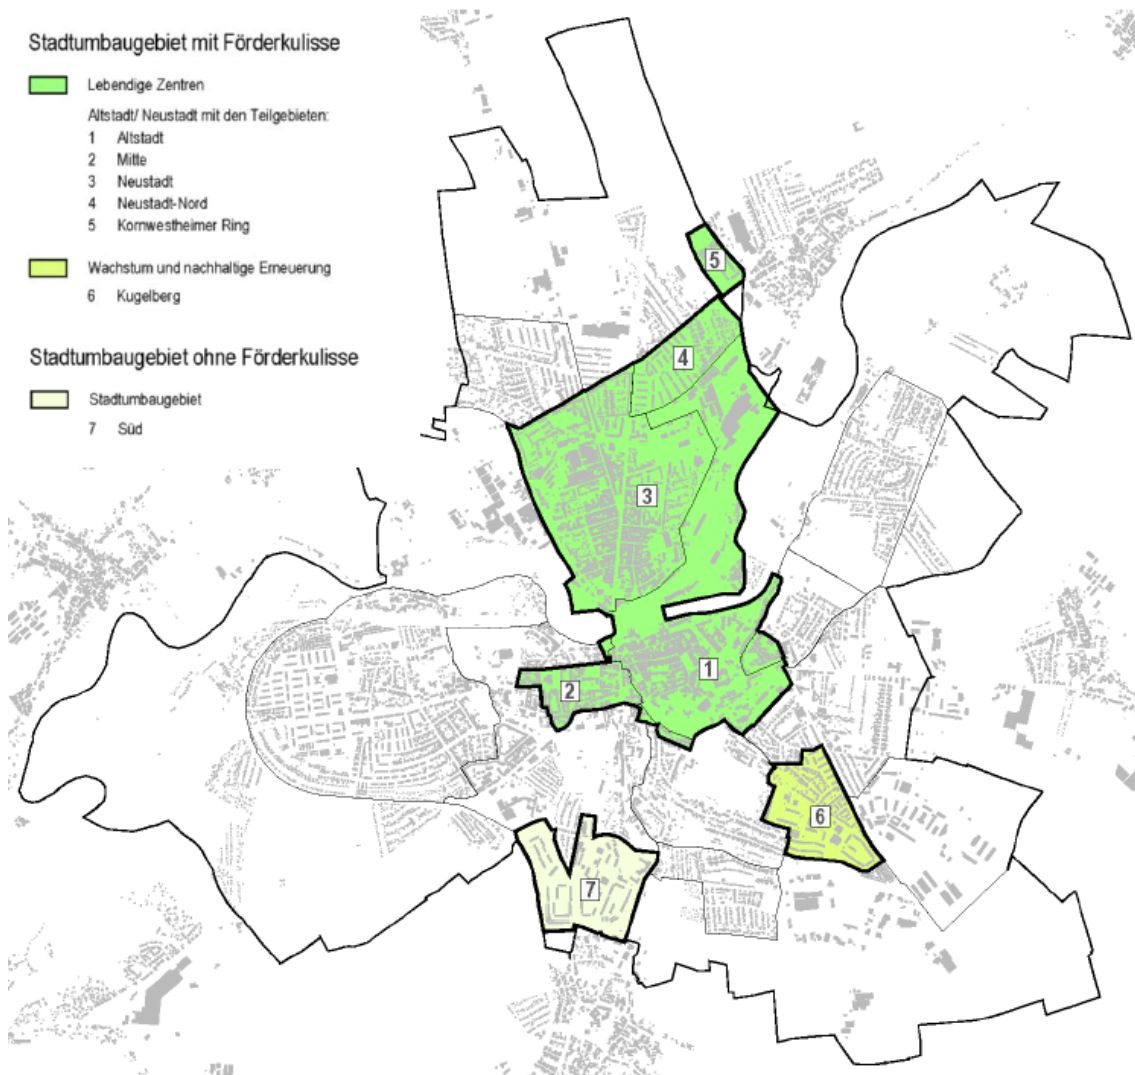 Stadtumbaugebiet mit Förderkulisse
Lebendige Zentren
Altstadt/ Neustadt mit den Teilgebieten:
1 Altstadt
2 Mitte
3 Neustadt
4 Neustadt-Nord
5 Kornwestheimer Ring
Wachstum und nachhaltige Erneuerung
6 Kugelberg
Stadtumbaugebiet ohne Förderkulisse
Stadtumbaugebiet
7 Süd
5
4
3
1
2
6
7